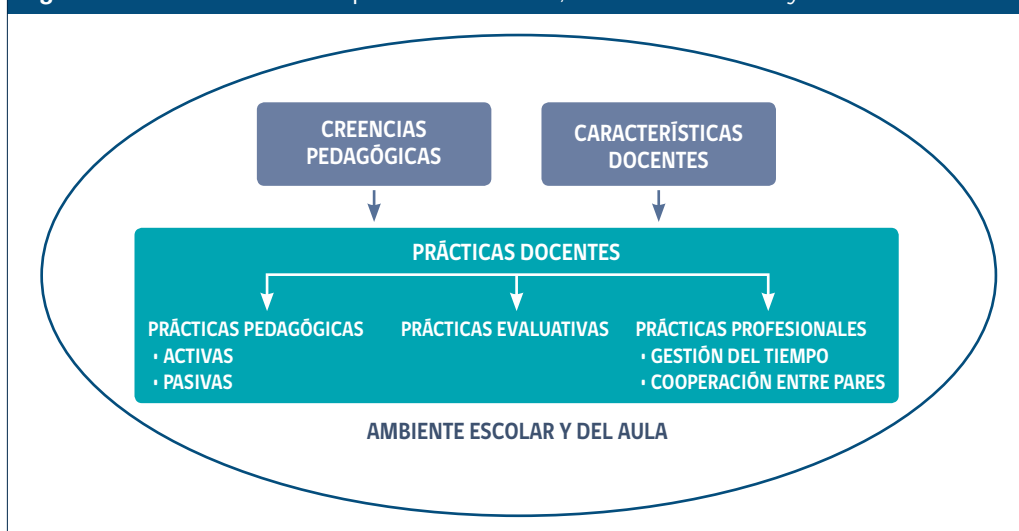 CREENCIAS
PEDAGÓGICAS
CARACTERÍSTICAS
DOCENTES
PRÁCTICAS DOCENTES
PRÁCTICAS PEDAGÓGICAS
· ACTIVAS
· PASIVAS
PRÁCTICAS EVALUATIVAS
PRÁCTICAS PROFESIONALES
· GESTIÓN DEL TIEMPO
· COOPERACIÓN ENTRE PARES
AMBIENTE ESCOLAR Y DEL AULA